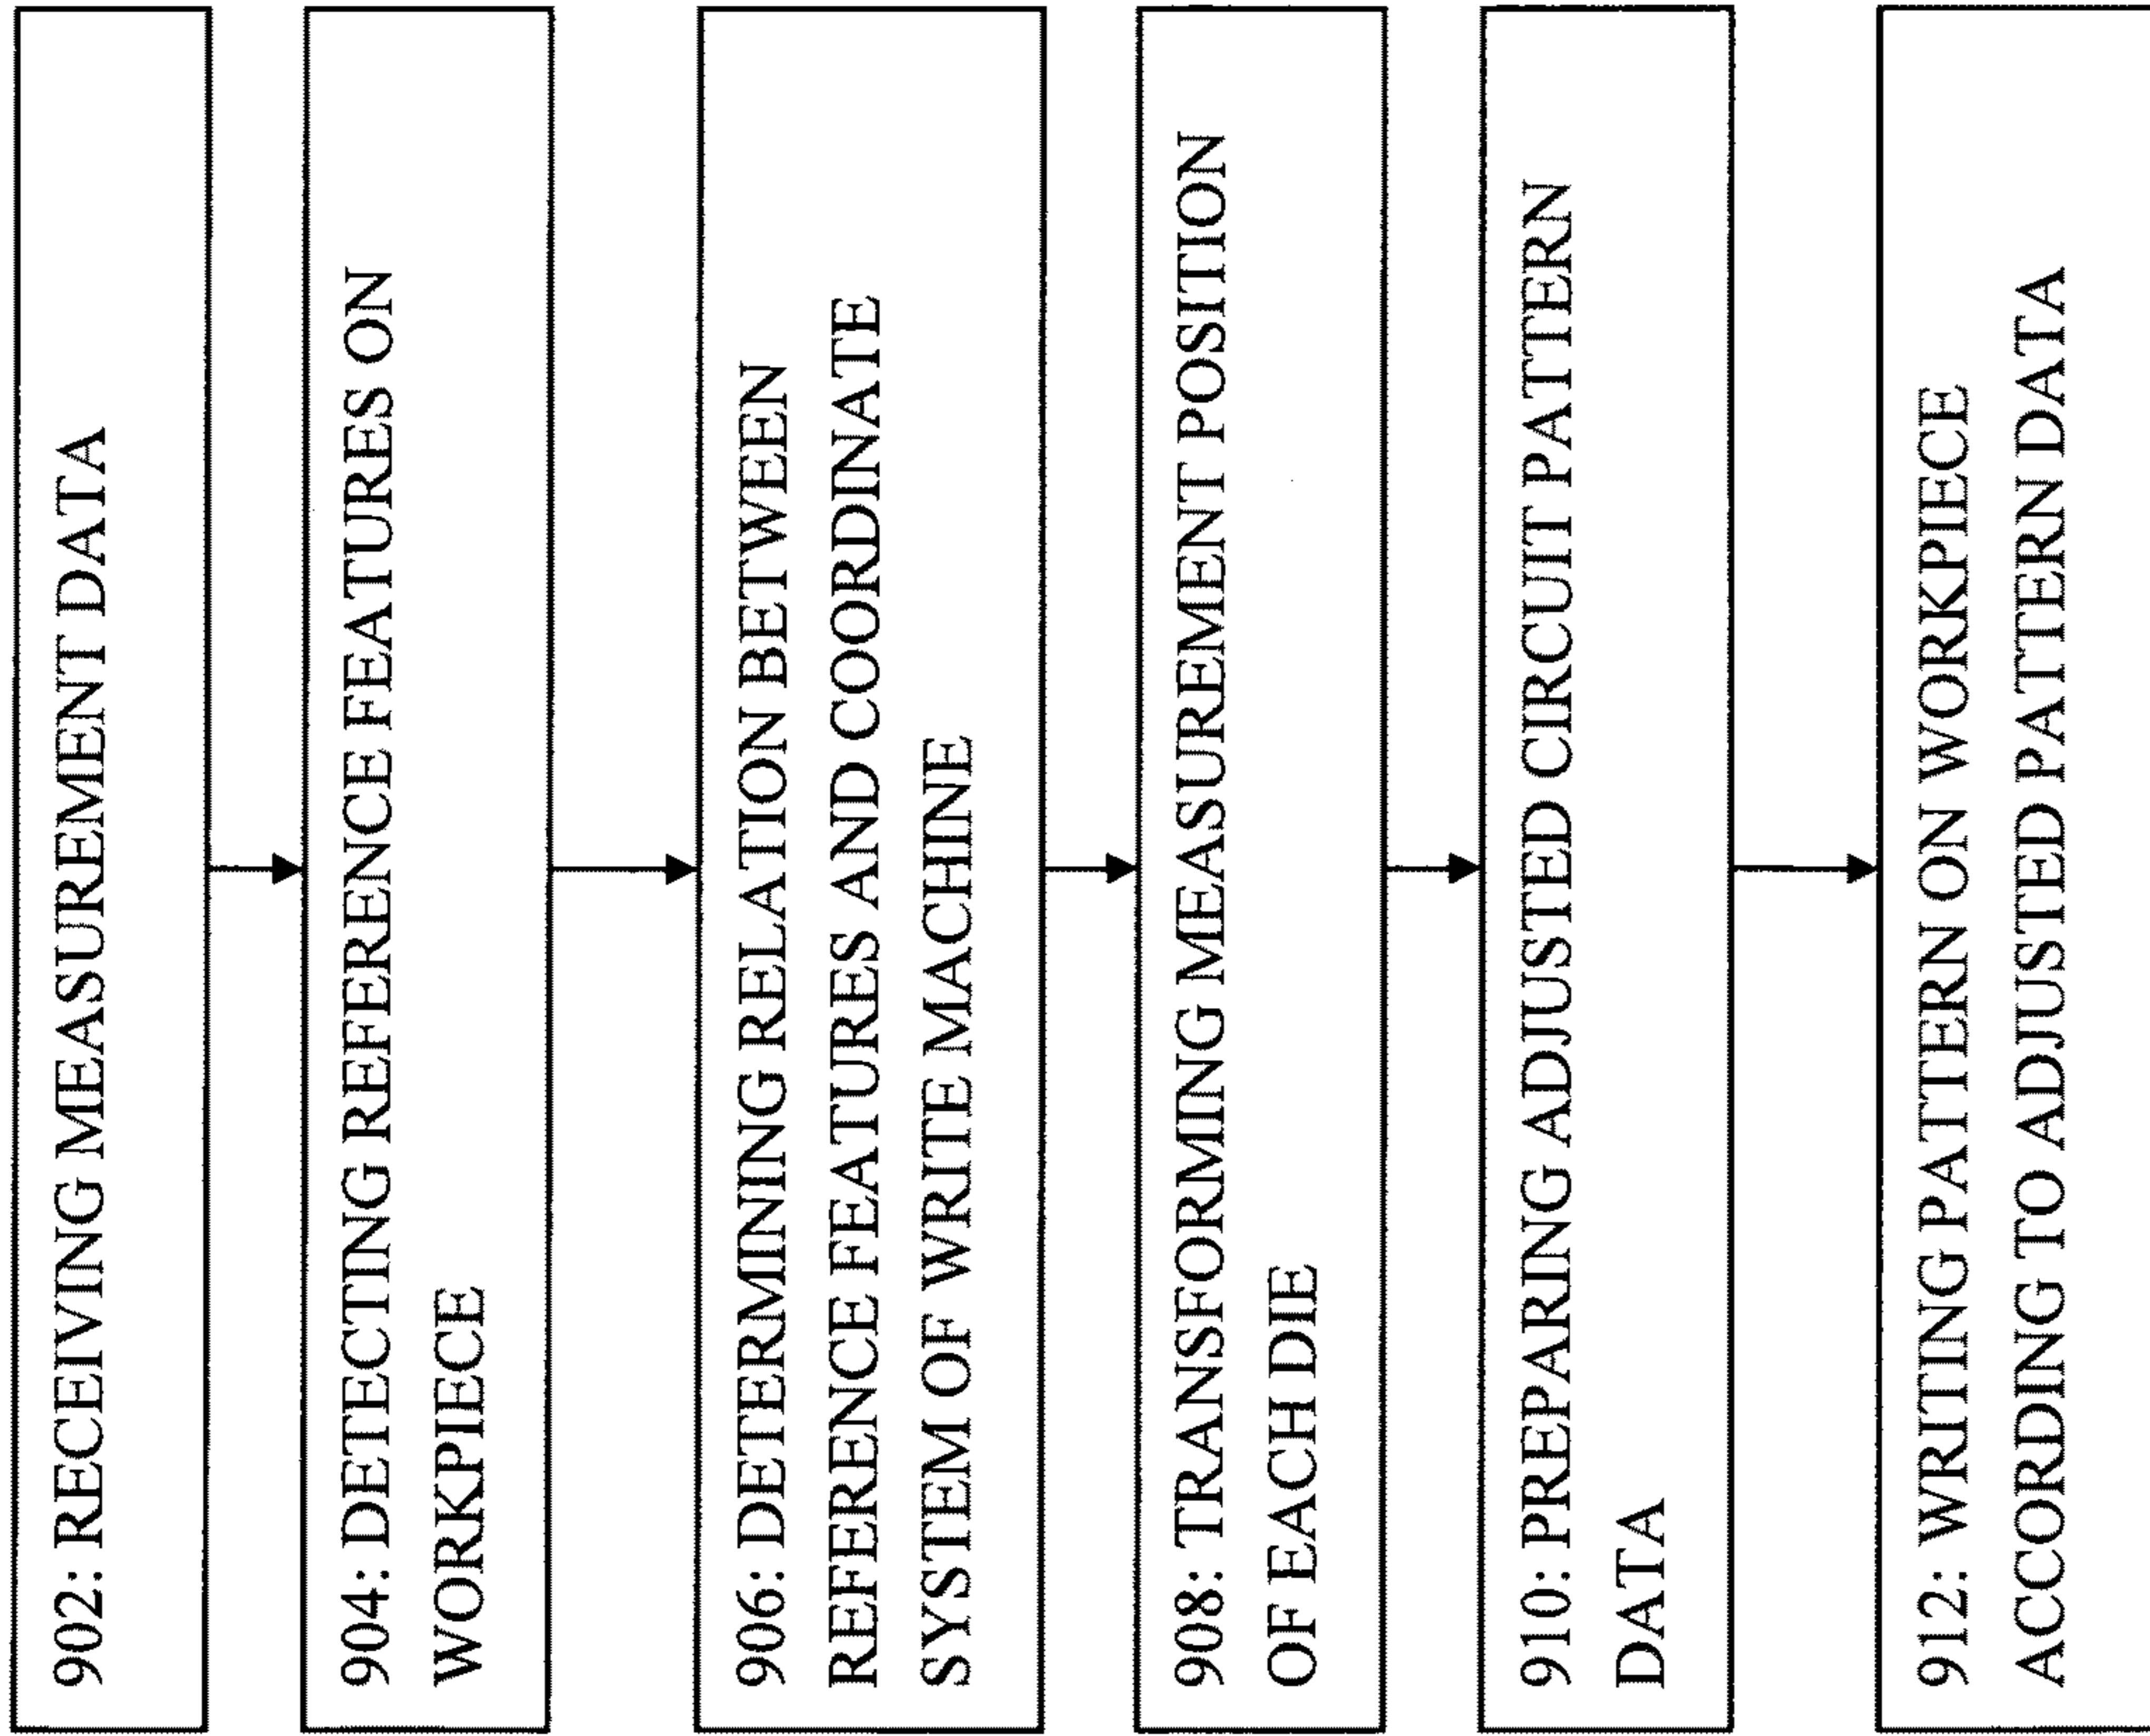 902: RECEIVING MEASUREMENT DATA
904: DETECTING REFERENCE FEATURES ON
WORKPIECE
906: DETERMINING RELATION BETWEEN
REFERENCE FEATURES AND COORDINATE
SYSTEM OF WRITE MACHINE
908: TRANSFORMING MEASUREMENT POSITION
OF EACH DIE
910: PREPARING ADJUSTED CIRCUIT PATTERN
DATA
912: WRITING PATTERN ON WORKPIECE
ACCORDING TO ADJUSTED PATTERN DATA